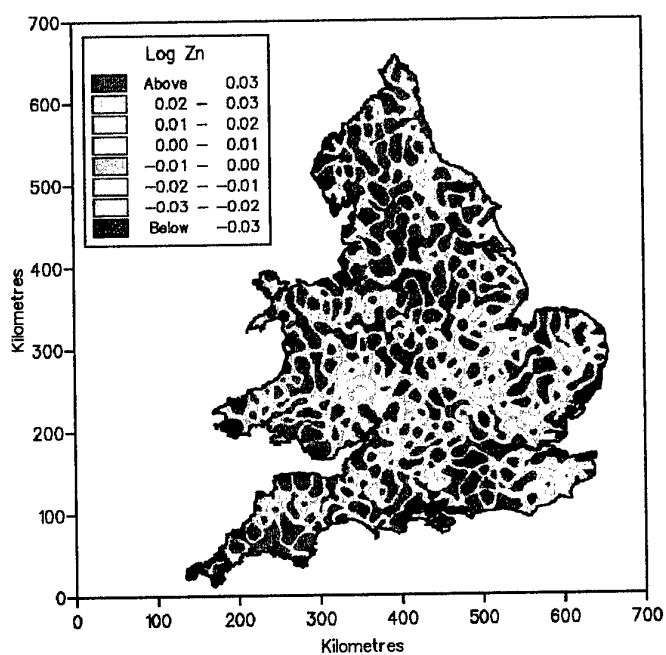 700
Log Zn
Above 0.03
0.02 – 0.03
0.01 – 0.02
0.00 – 0.01
−0.01 – 0.00
−0.02 – −0.01
−0.03 – −0.02
Below −0.03
600
500
400
300
200
100
0
Kilometres
0 100 200 300 400 500 600 700
Kilometres